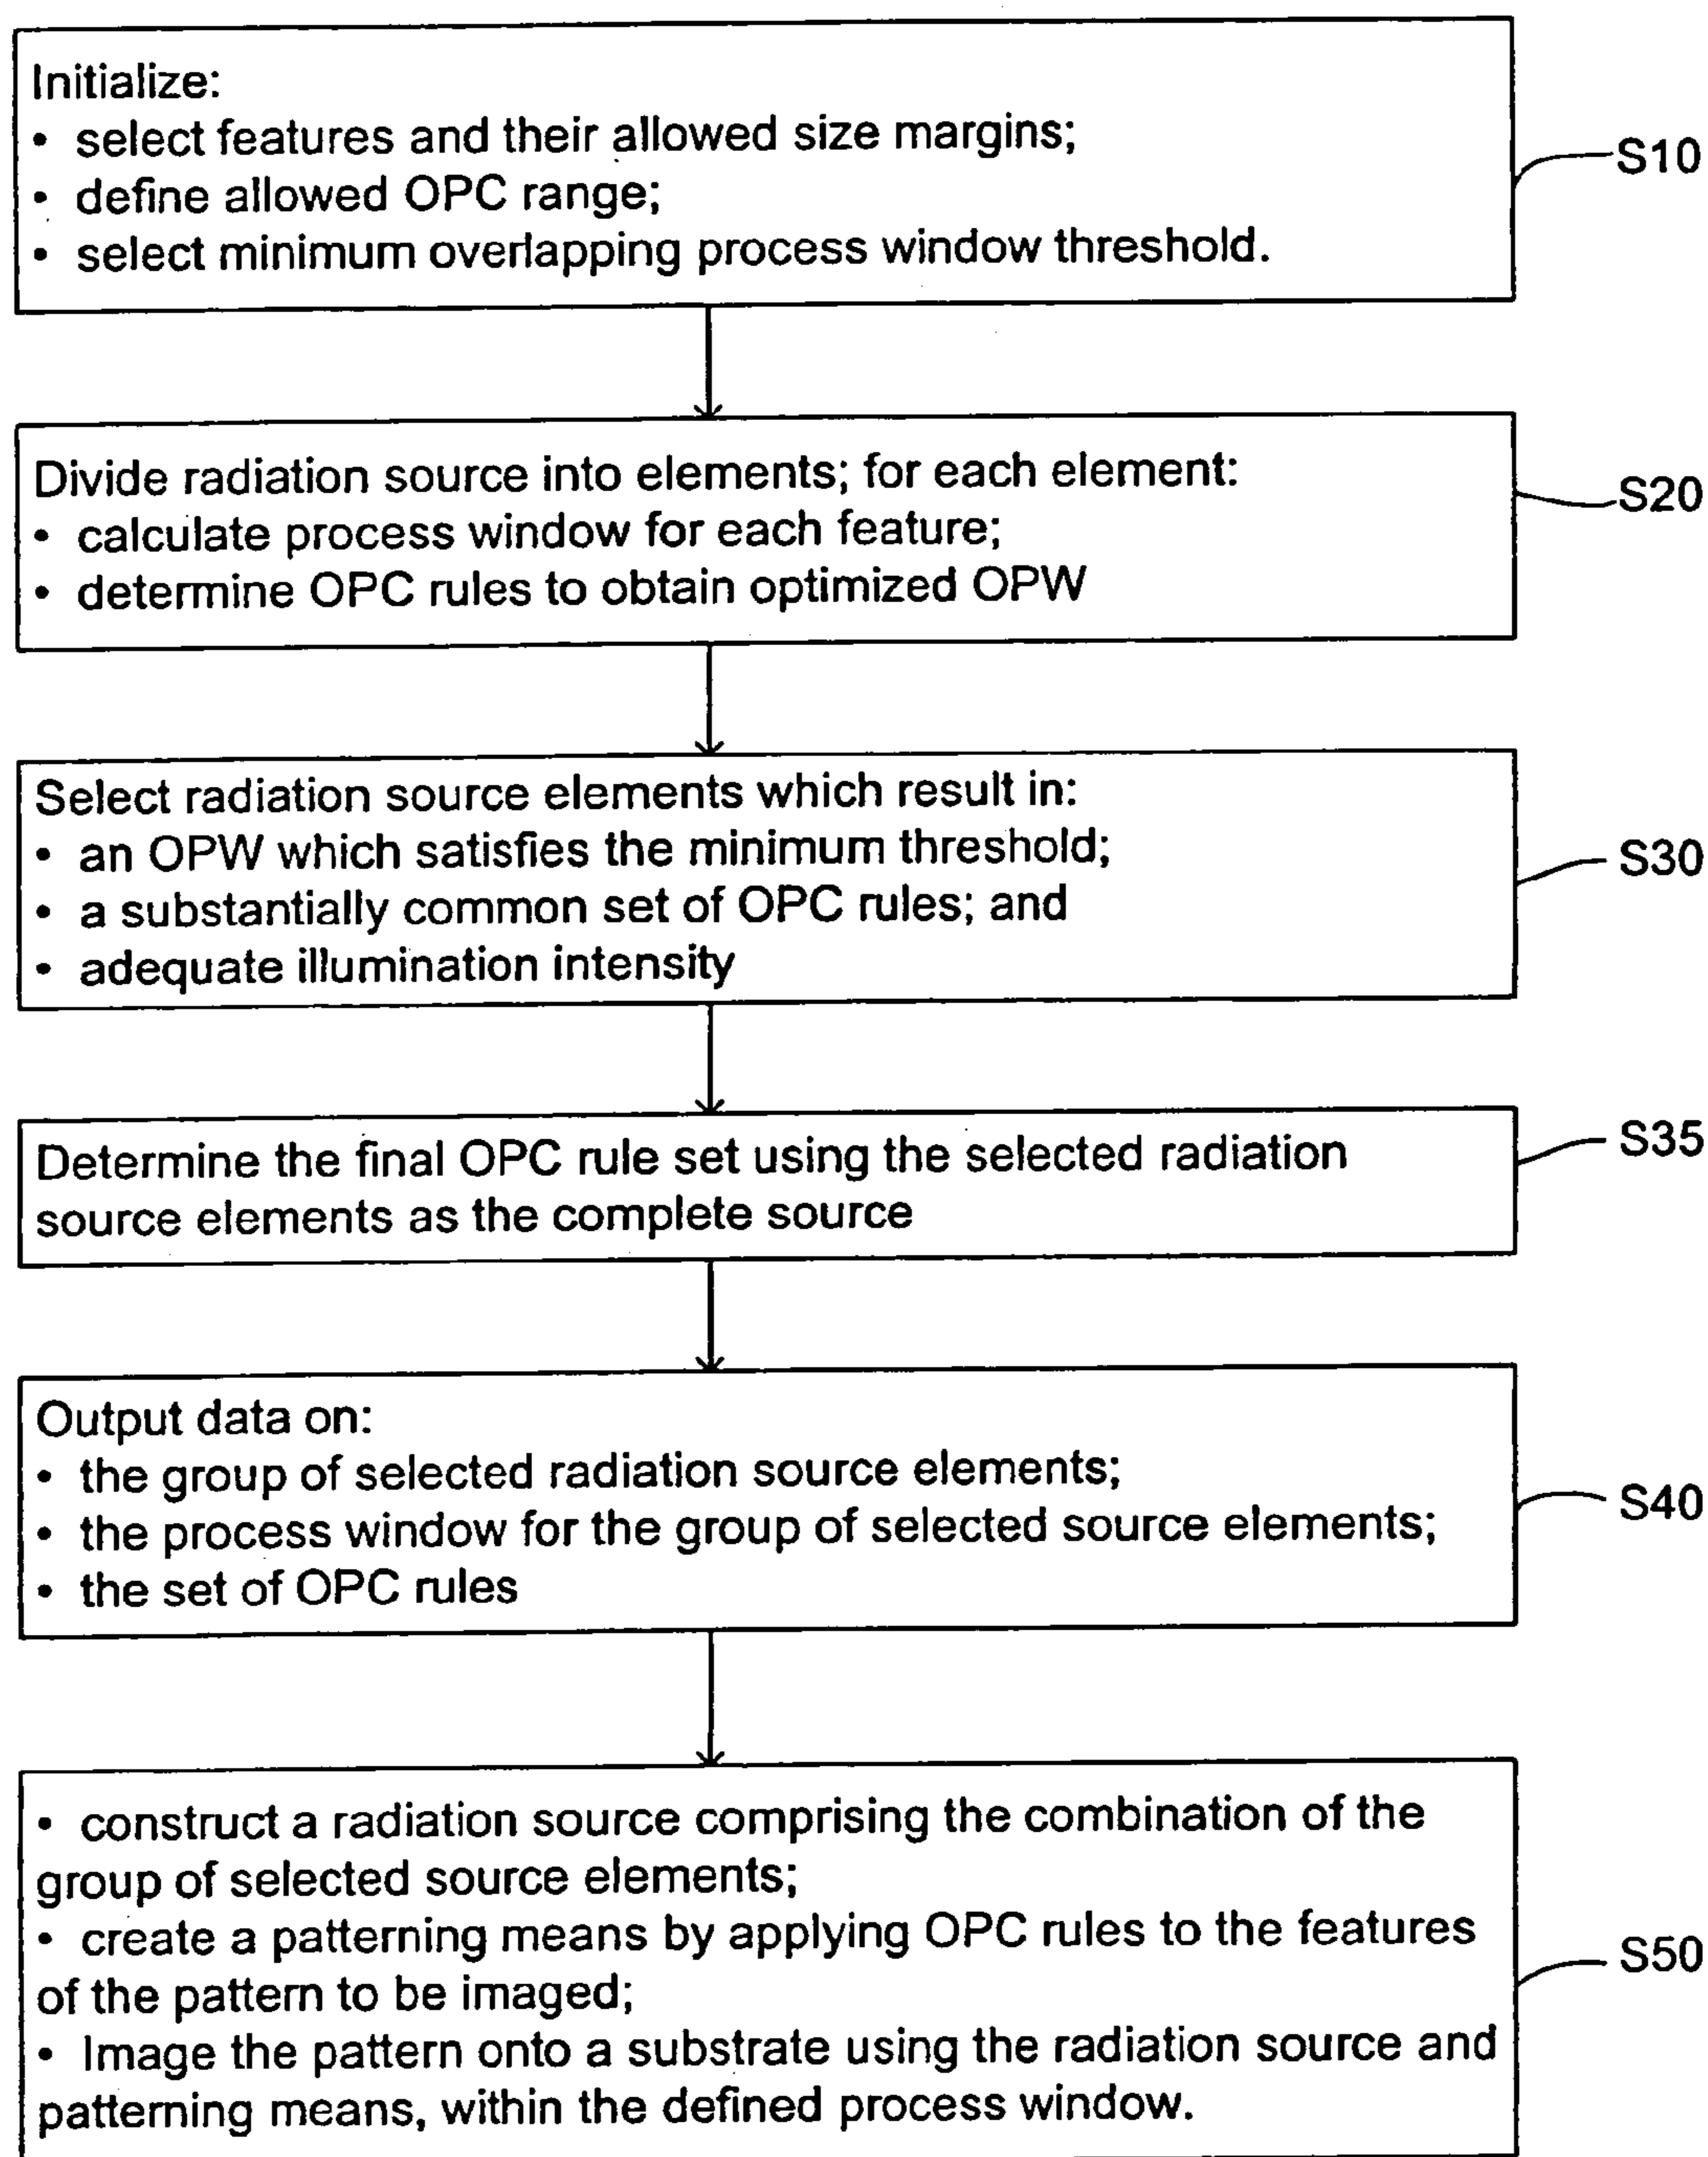 Initialize:
• select features and their allowed size margins;
• define allowed OPC range;
• select minimum overlapping process window threshold.
S10
Divide radiation source into elements; for each element:
• calculate process window for each feature;
• determine OPC rules to obtain optimized OPW
S20
Select radiation source elements which result in:
• an OPW which satisfies the minimum threshold;
• a substantially common set of OPC rules; and
• adequate illumination intensity
S30
Determine the final OPC rule set using the selected radiation
source elements as the complete source
S35
Output data on:
• the group of selected radiation source elements;
• the process window for the group of selected source elements;
• the set of OPC rules
S40
• construct a radiation source comprising the combination of the
group of selected source elements;
• create a patterning means by applying OPC rules to the features
of the pattern to be imaged;
• Image the pattern onto a substrate using the radiation source and
patterning means, within the defined process window.
S50